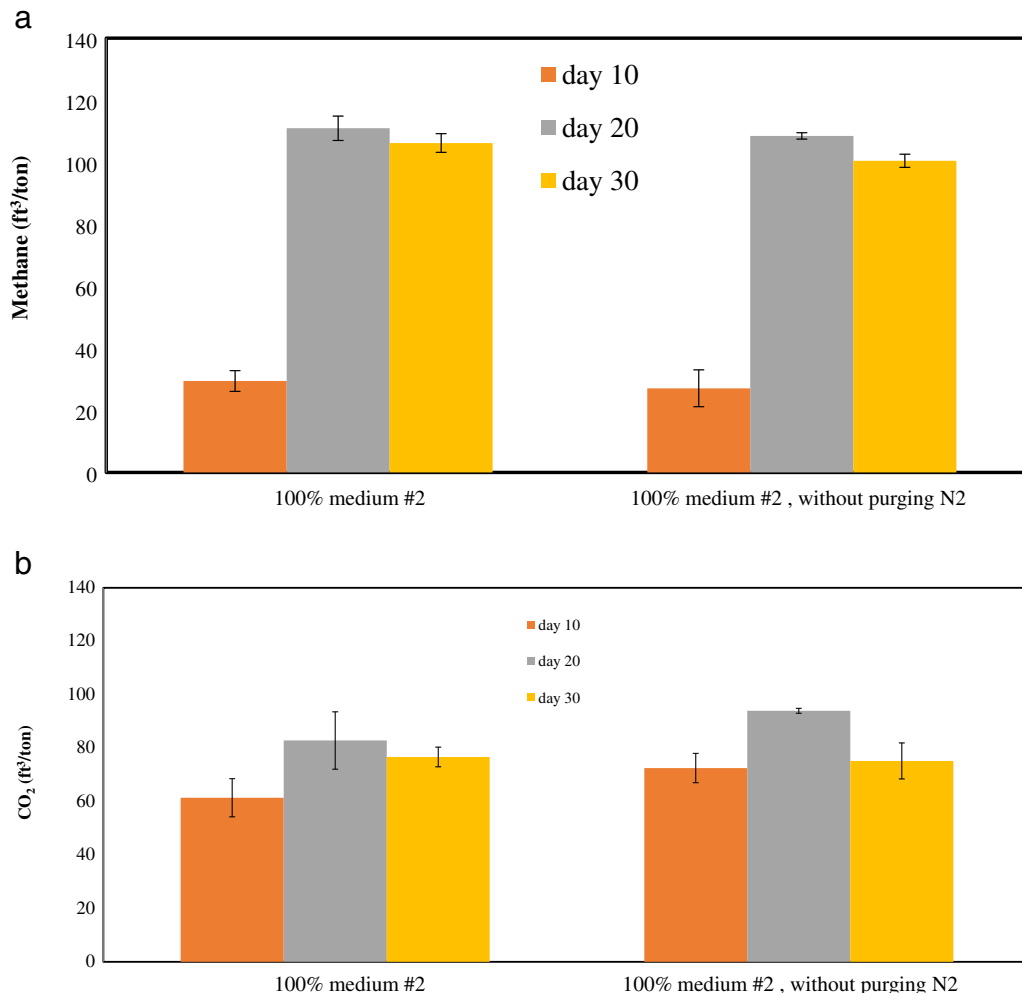 a
Methane (ft³/ton)
140
120
100
80
60
40
20
0
day 10
day 20
day 30
100% medium #2
100% medium #2 , without purging N2
b
CO₂ (ft³/ton)
140
120
100
80
60
40
20
0
day 10
day 20
day 30
100% medium #2
100% medium #2 , without purging N2